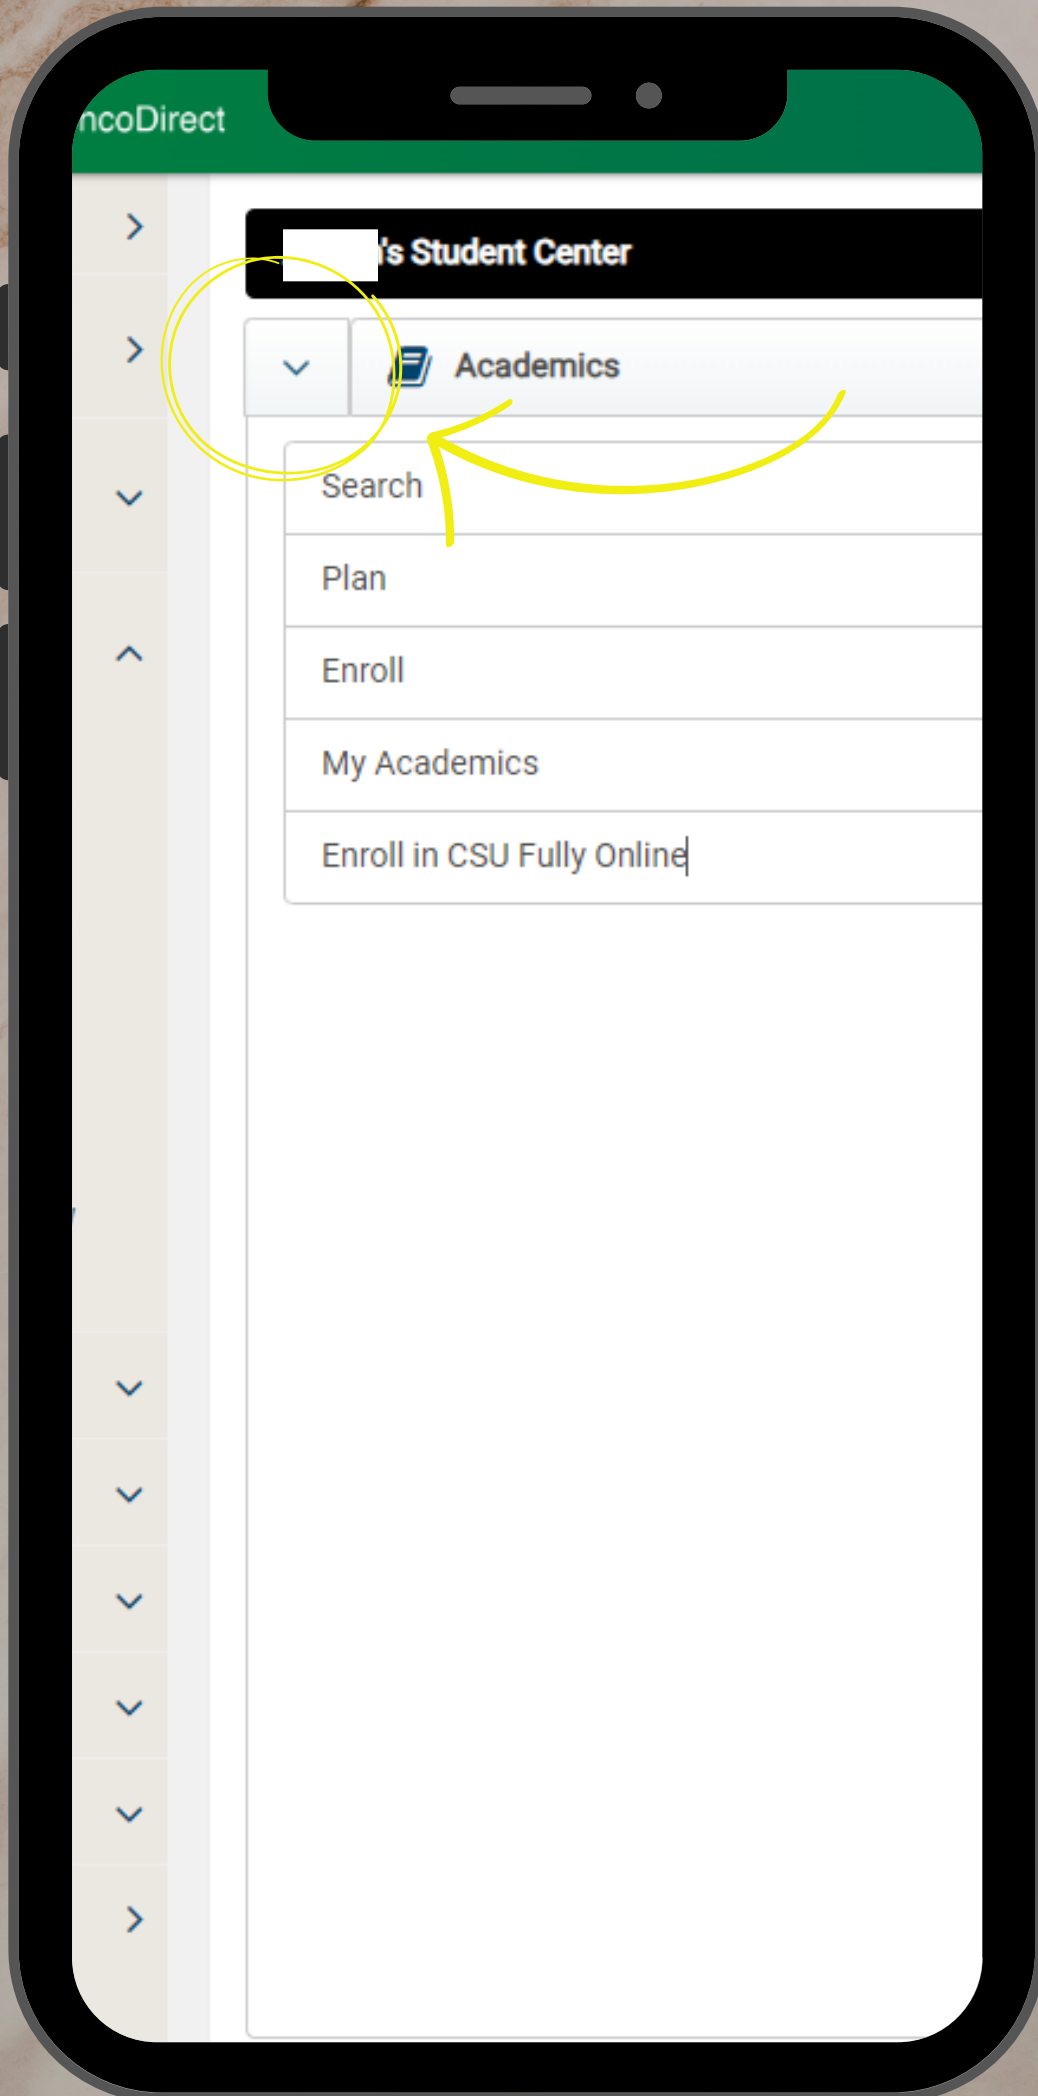 ncoDirect
's Student Center
Academics
Search
Plan
Enroll
My Academics
Enroll in CSU Fully Online